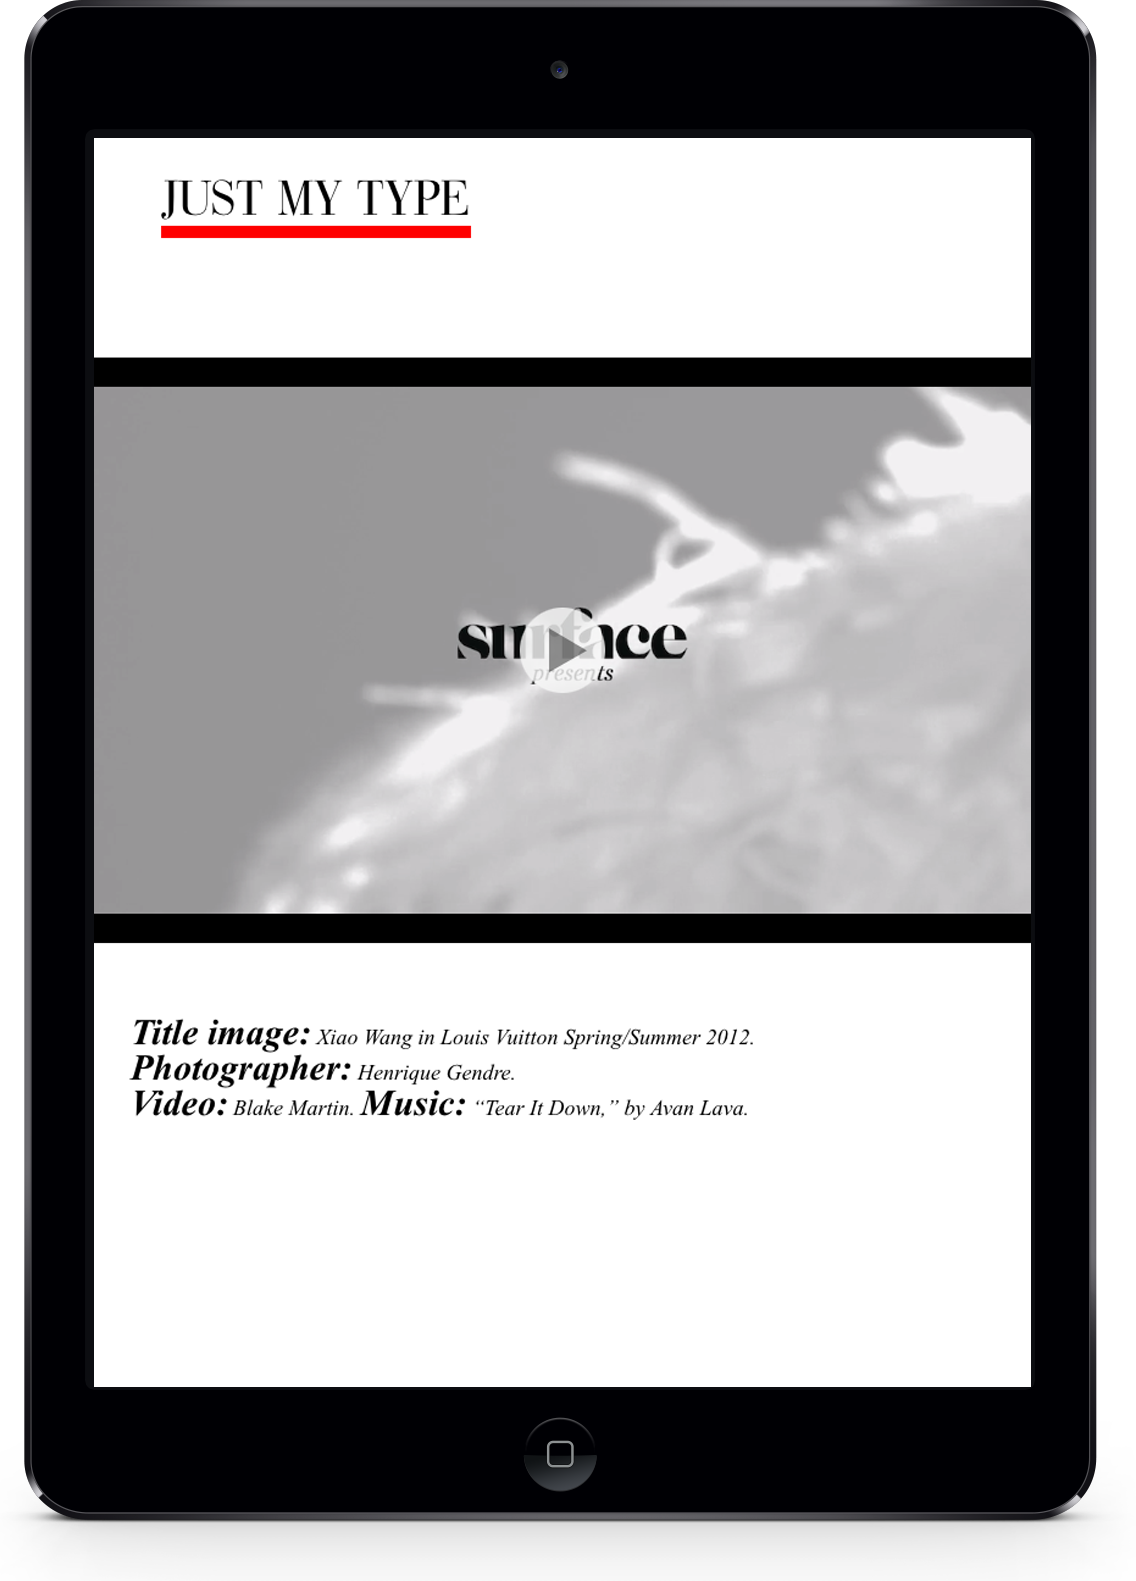 JUST MY TYPE
surface
presents
Title image: Xiao Wang in Louis Vuitton Spring/Summer 2012.
Photographer: Henrique Gendre.
Video: Blake Martin. Music: “Tear It Down,” by Avan Lava.